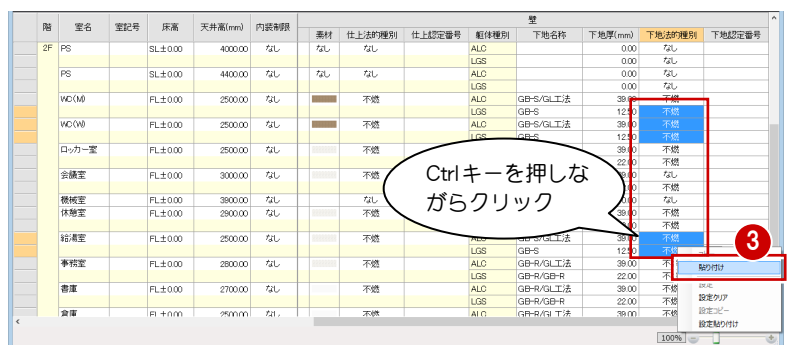 壁
階 室名 室記号 床高 天井高(mm) 内装制限 素材 仕上法的種別 仕上認定番号 躯体種別 下地名称 下地厚(mm) 下地法的種別 下地認定番号
2F PS SL±0.00 4000.00 なし なし なし ALC 0.00 なし
LGS 0.00 なし
PS SL±0.00 4400.00 なし なし なし ALC 0.00 なし
LGS 0.00 なし
WC(M) FL±0.00 2500.00 なし 不燃 ALC GB-S/GL工法 39.00 不燃
LGS GB-S 12.50 不燃
WC(W) FL±0.00 2500.00 なし 不燃 ALC GB-S/GL工法 39.00 不燃
LGS GB-S 12.50 不燃
ロッカー室 FL±0.00 2500.00 なし 不燃 39.00 不燃
22.00 不燃
会議室 FL±0.00 3000.00 なし 不燃 なし
不燃
機械室 FL±0.00 3900.00 なし なし なし
休憩室 FL±0.00 2900.00 なし 不燃 39.00 不燃
不燃
給湯室 FL±0.00 2500.00 なし 不燃 ALC GB-S/GL工法 39.00 不燃
LGS GB-S 12.50 不燃
事務室 FL±0.00 2800.00 なし 不燃 ALC GB-R/GL工法 39.00
LGS GB-R/GB-R 22.00
書庫 FL±0.00 2700.00 なし 不燃 ALC GB-R/GL工法 39.00
LGS GB-R/GB-R 22.00
倉庫 FL±0.00 2500.00 なし 不燃 ALC GB-R/GL工法 39.00
Ctrlキーを押しな
がらクリック
3
貼り付け
設定
設定クリア
設定コピー
設定貼り付け
100%